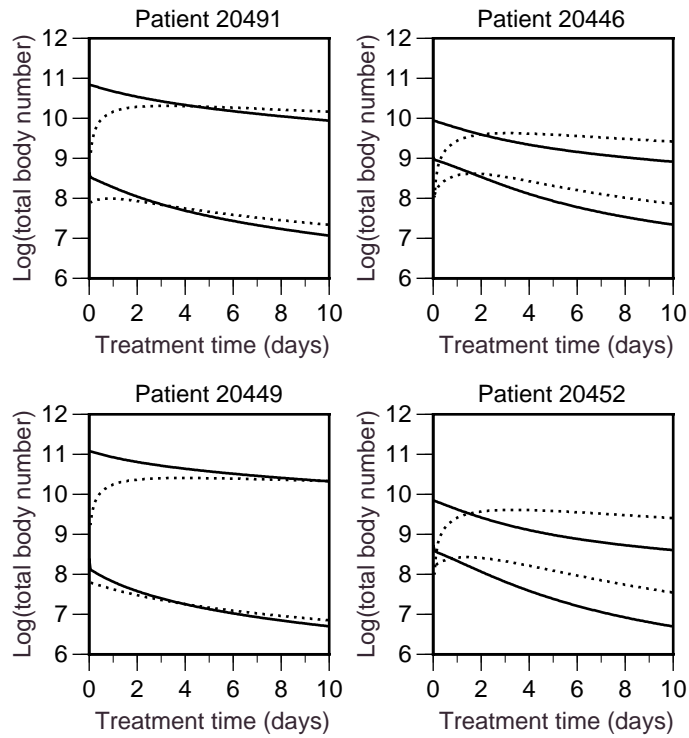 Patient 20491
Patient 20446
12
11
10
9
8
7
6
Log(total body number)
0 2 4 6 8 10
Treatment time (days)
12
11
10
9
8
7
6
Log(total body number)
0 2 4 6 8 10
Treatment time (days)
Patient 20449
Patient 20452
12
11
10
9
8
7
6
Log(total body number)
0 2 4 6 8 10
Treatment time (days)
12
11
10
9
8
7
6
Log(total body number)
0 2 4 6 8 10
Treatment time (days)